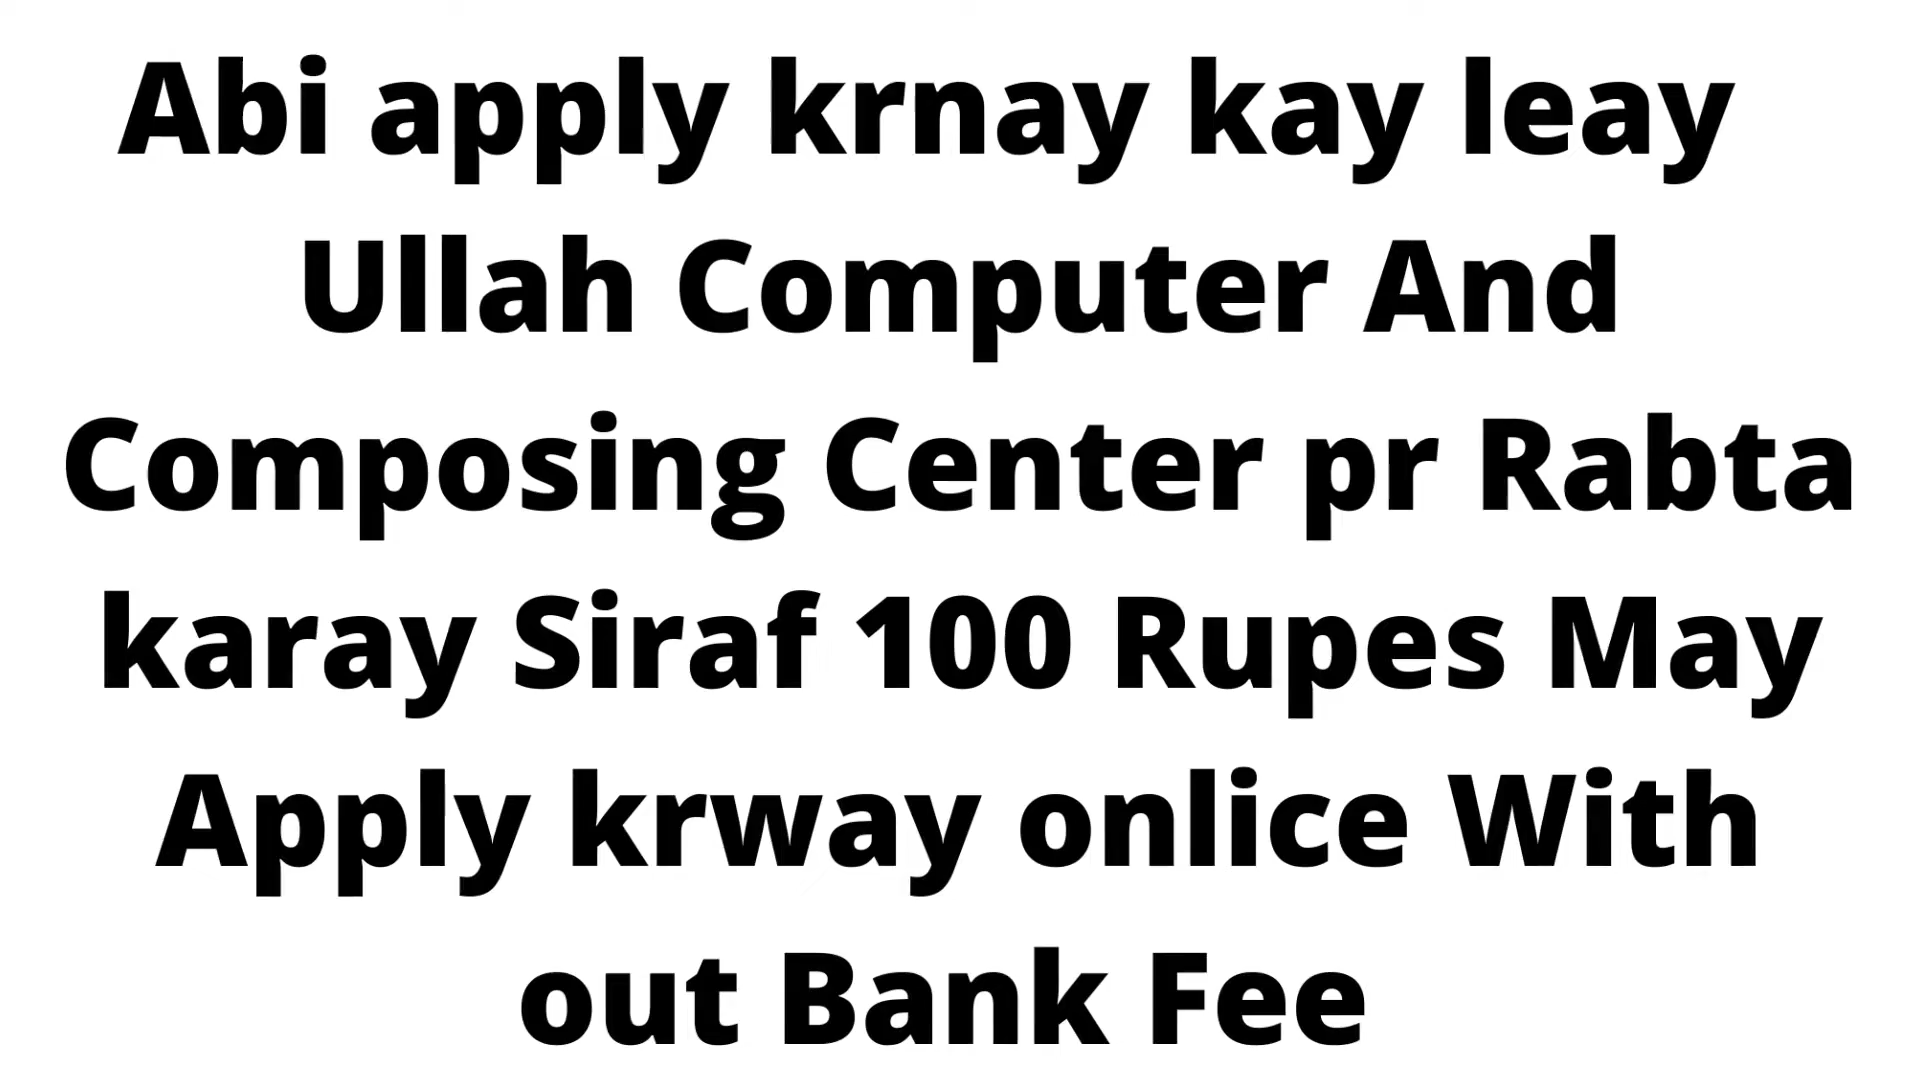 Abi apply krnay kay leay
Ullah Computer And
Composing Center pr Rabta
karay Siraf 100 Rupes May
Apply krway onlice With
out Bank Fee